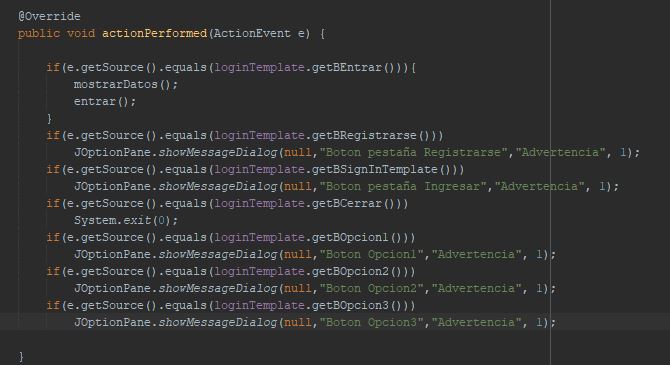 @Override
public void actionPerformed(ActionEvent e) {
if(e.getSource().equals(loginTemplate.getBEntrar())){
mostrarDatos();
entrar();
}
if(e.getSource().equals(loginTemplate.getBRegistrarse()))
JOptionPane.showMessageDialog(null,"Boton pestaña Registrarse","Advertencia", 1);
if(e.getSource().equals(loginTemplate.getBSignInTemplate()))
JOptionPane.showMessageDialog(null,"Boton pestaña Ingresar","Advertencia", 1);
if(e.getSource().equals(loginTemplate.getBCerrar()))
System.exit(0);
if(e.getSource().equals(loginTemplate.getBOpcion1()))
JOptionPane.showMessageDialog(null,"Boton Opcion1","Advertencia", 1);
if(e.getSource().equals(loginTemplate.getBOpcion2()))
JOptionPane.showMessageDialog(null,"Boton Opcion2","Advertencia", 1);
if(e.getSource().equals(loginTemplate.getBOpcion3()))
JOptionPane.showMessageDialog(null,"Boton Opcion3","Advertencia", 1);
}